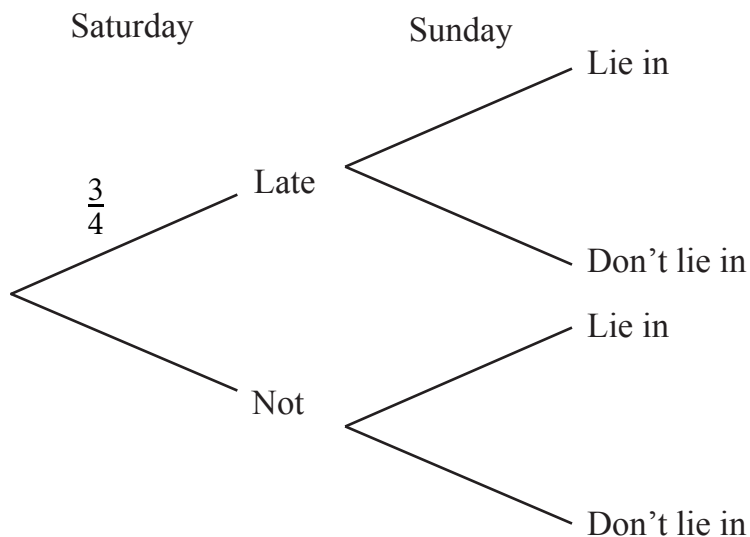 Saturday
Sunday
Lie in
3/4
Late
Don’t lie in
Lie in
Not
Don’t lie in